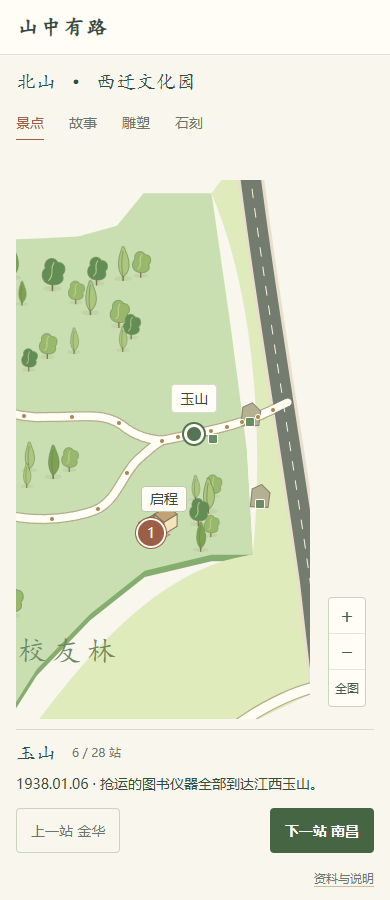 山中有路
北山 • 西迁文化园
景点 故事 雕塑 石刻
玉山
启程
1
校友林
+
−
全图
玉山 6 / 28 站
1938.01.06 · 抢运的图书仪器全部到达江西玉山。
上一站 金华 下一站 南昌
资料与说明